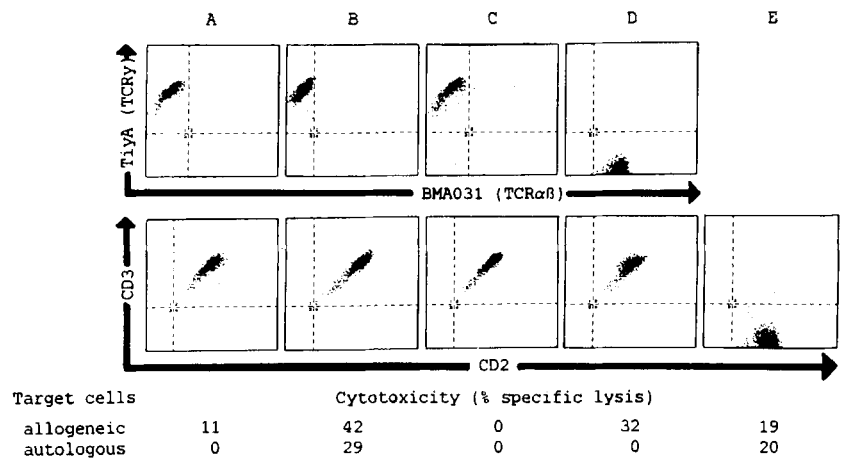 A B C D E
TiγA (TCRγ)
BMA031 (TCRαß)
CD3
CD2
Target cells Cytotoxicity (% specific lysis)
allogeneic 11 42 0 32 19
autologous 0 29 0 0 20